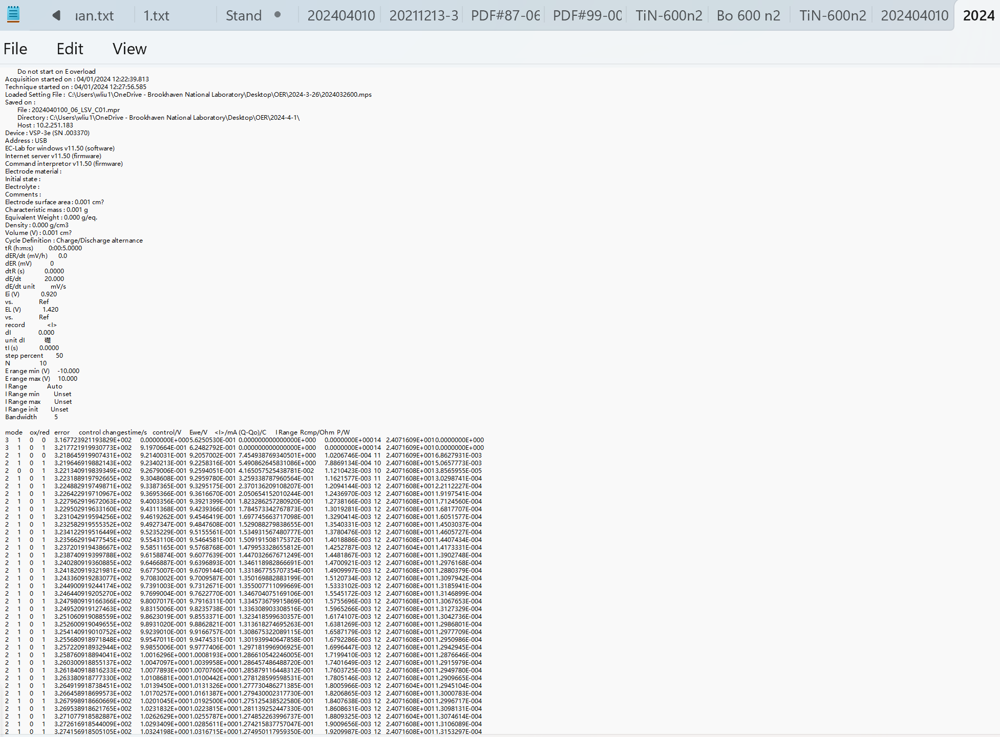 ıan.txt 1.txt Stand 202404010 20211213-3 PDF#87-06 PDF#99-00 TiN-600n2 Bo 600 n2 TiN-600n2 202404010 2024
File Edit View
Do not start on E overload
Acquisition started on : 04/01/2024 12:22:39.813
Technique started on : 04/01/2024 12:27:56.585
Loaded Setting File : C:\Users\wliu1\OneDrive - Brookhaven National Laboratory\Desktop\OER\2024-3-26\2024032600.mps
Saved on :
File : 2024040100_06_LSV_C01.mpr
Directory : C:\Users\wliu1\OneDrive - Brookhaven National Laboratory\Desktop\OER\2024-4-1\
Host : 10.2.251.183
Device : VSP-3e (SN .003370)
Address : USB
EC-Lab for windows v11.50 (software)
Internet server v11.50 (firmware)
Command interpretor v11.50 (firmware)
Electrode material :
Initial state :
Electrolyte :
Comments :
Electrode surface area : 0.001 cm?
Characteristic mass : 0.001 g
Equivalent Weight : 0.000 g/eq.
Density : 0.000 g/cm3
Volume (V) : 0.001 cm?
Cycle Definition : Charge/Discharge alternance
tR (h:m:s) 0:00:5.0000
dER/dt (mV/h) 0.0
dER (mV) 0
dtR (s) 0.0000
dE/dt 20.000
dE/dt unit mV/s
Ei (V) 0.920
vs. Ref
EL (V) 1.420
vs. Ref
record <I>
dI 0.000
unit dI 礎
tI (s) 0.0000
step percent 50
N 10
E range min (V) -10.000
E range max (V) 10.000
I Range Auto
I Range min Unset
I Range max Unset
I Range init Unset
Bandwidth 5
mode ox/red error control changestime/s control/V Ewe/V <I>/mA (Q-Qo)/C I Range Rcmp/Ohm P/W
3 1 0 0 3.167723921193829E+002 0.0000000E+0005.6250530E-001 0.000000000000000E+000 0.0000000E+00014 2.4071609E+0010.0000000E+000
3 1 0 1 3.217721919930773E+002 9.1970664E-001 6.2482792E-001 0.000000000000000E+000 0.0000000E+00014 2.4071609E+0010.0000000E+000
2 1 0 0 3.218645919907431E+002 9.2140031E-001 9.2057002E-001 7.454938769340501E+000 1.0206746E-004 11 2.4071609E+0016.8627931E-003
2 1 0 1 3.219646919882143E+002 9.2340213E-001 9.2258316E-001 5.490862645831086E+000 7.8869134E-004 10 2.4071608E+0015.0657773E-003
2 0 0 1 3.221340919839349E+002 9.2679006E-001 9.2594051E-001 4.165057525438781E-002 1.1210423E-003 10 2.4071608E+0013.8565955E-005
2 1 0 1 3.223188919792665E+002 9.3048608E-001 9.2959780E-001 3.259338787960564E-001 1.1621577E-003 11 2.4071608E+0013.0298741E-004
2 1 0 1 3.224882919749871E+002 9.3387365E-001 9.3295175E-001 2.370136209108207E-001 1.2094144E-003 12 2.4071608E+0012.2112227E-004
2 1 0 1 3.226422919710967E+002 9.3695366E-001 9.3616670E-001 2.050654152010244E-001 1.2436970E-003 12 2.4071608E+0011.9197541E-004
2 1 0 1 3.227962919672063E+002 9.4003356E-001 9.3921399E-001 1.823286257280920E-001 1.2738166E-003 12 2.4071608E+0011.7124560E-004
2 1 0 1 3.229502919633160E+002 9.4311368E-001 9.4239366E-001 1.784573342767873E-001 1.3019281E-003 12 2.4071608E+0011.6817707E-004
2 1 0 1 3.231042919594256E+002 9.4619262E-001 9.4546419E-001 1.697745663717098E-001 1.3290414E-003 12 2.4071608E+0011.6051577E-004
2 1 0 1 3.232582919555352E+002 9.4927347E-001 9.4847608E-001 1.529088279838655E-001 1.3540331E-003 12 2.4071608E+0011.4503037E-004
2 1 0 1 3.234122919516449E+002 9.5235229E-001 9.5155561E-001 1.534931567480777E-001 1.3780476E-003 12 2.4071608E+0011.4605727E-004
2 1 0 1 3.235662919477545E+002 9.5543110E-001 9.5464581E-001 1.509191508175372E-001 1.4018886E-003 12 2.4071608E+0011.4407434E-004
2 1 0 1 3.237201919438667E+002 9.5851165E-001 9.5768768E-001 1.479953328655812E-001 1.4252787E-003 12 2.4071604E+0011.4173331E-004
2 1 0 1 3.238740919399788E+002 9.6158874E-001 9.6077639E-001 1.447032667671249E-001 1.4481867E-003 12 2.4071608E+0011.3902748E-004
2 1 0 1 3.240280919360885E+002 9.6466887E-001 9.6396893E-001 1.346118982866691E-001 1.4700921E-003 12 2.4071608E+0011.2976168E-004
2 1 0 1 3.241820919321981E+002 9.6775007E-001 9.6709144E-001 1.331867755707354E-001 1.4909997E-003 12 2.4071608E+0011.2880379E-004
2 1 0 1 3.243360919283077E+002 9.7083002E-001 9.7009587E-001 1.350169882883199E-001 1.5120734E-003 12 2.4071608E+0011.3097942E-004
2 1 0 1 3.244900919244174E+002 9.7391003E-001 9.7312671E-001 1.355007711099669E-001 1.5333102E-003 12 2.4071608E+0011.3185941E-004
2 1 0 1 3.246440919205270E+002 9.7699004E-001 9.7622770E-001 1.346704075169106E-001 1.5545172E-003 12 2.4071608E+0011.3146899E-004
2 1 0 1 3.247980919166366E+002 9.8007017E-001 9.7916311E-001 1.334573679915869E-001 1.5755696E-003 12 2.4071608E+0011.3067653E-004
2 1 0 1 3.249520919127463E+002 9.8315006E-001 9.8235738E-001 1.336308903308516E-001 1.5965266E-003 12 2.4071608E+0011.3127329E-004
2 1 0 1 3.251060919088559E+002 9.8623019E-001 9.8553371E-001 1.323418599630357E-001 1.6174107E-003 12 2.4071608E+0011.3042736E-004
2 1 0 1 3.252600919049655E+002 9.8931020E-001 9.8862821E-001 1.313618274695263E-001 1.6381269E-003 12 2.4071608E+0011.2986801E-004
2 1 0 1 3.254140919010752E+002 9.9239010E-001 9.9166757E-001 1.308675322089115E-001 1.6587179E-003 12 2.4071608E+0011.2977709E-004
2 1 0 1 3.255680918971848E+002 9.9547011E-001 9.9474531E-001 1.301939940647858E-001 1.6792286E-003 12 2.4071608E+0011.2950986E-004
2 1 0 1 3.257220918932944E+002 9.9855006E-001 9.9777406E-001 1.297181996906925E-001 1.6996447E-003 12 2.4071608E+0011.2942945E-004
2 1 0 1 3.258760918894041E+002 1.0016296E+0001.0008193E+0001.286610542246005E-001 1.7199410E-003 12 2.4071608E+0011.2876646E-004
2 1 0 1 3.260300918855137E+002 1.0047097E+0001.0039958E+0001.286457486488720E-001 1.7401649E-003 12 2.4071608E+0011.2915979E-004
2 1 0 1 3.261840918816233E+002 1.0077893E+0001.0070760E+0001.285879116448312E-001 1.7603725E-003 12 2.4071608E+0011.2949780E-004
2 1 0 1 3.263380918777330E+002 1.0108681E+0001.0100442E+0001.278128599598531E-001 1.7805146E-003 12 2.4071608E+0011.2909665E-004
2 1 0 1 3.264919918738451E+002 1.0139450E+0001.0131326E+0001.277730486271385E-001 1.8005966E-003 12 2.4071604E+0011.2945104E-004
2 1 0 1 3.266458918699573E+002 1.0170257E+0001.0161387E+0001.279430002317730E-001 1.8206865E-003 12 2.4071608E+0011.3000783E-004
2 1 0 1 3.267998918660669E+002 1.0201045E+0001.0192500E+0001.275125438522580E-001 1.8407638E-003 12 2.4071608E+0011.2996717E-004
2 1 0 1 3.269538918621765E+002 1.0231832E+0001.0223815E+0001.281139252447330E-001 1.8608631E-003 12 2.4071608E+0011.3098131E-004
2 1 0 1 3.271077918582887E+002 1.0262629E+0001.0255787E+0001.274852263996737E-001 1.8809325E-003 12 2.4071604E+0011.3074614E-004
2 1 0 1 3.272616918544009E+002 1.0293409E+0001.0285611E+0001.274215837757047E-001 1.9009656E-003 12 2.4071608E+0011.3106089E-004
2 1 0 1 3.274156918505105E+002 1.0324198E+0001.0316715E+0001.274950117959350E-001 1.9209987E-003 12 2.4071608E+0011.3153297E-004